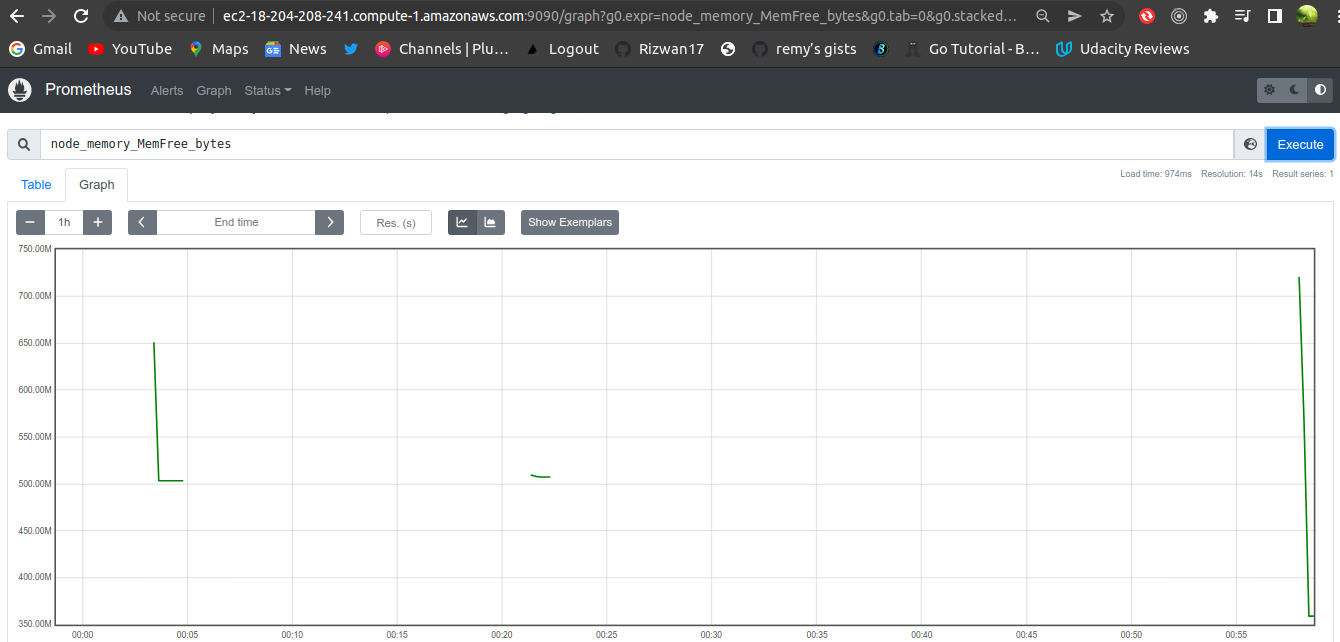 Not secure ec2-18-204-208-241.compute-1.amazonaws.com:9090/graph?g0.expr=node_memory_MemFree_bytes&g0.tab=0&g0.stacked…
Gmail YouTube Maps News Channels | Plu… Logout Rizwan17 remy's gists Go Tutorial - B… Udacity Reviews
Prometheus Alerts Graph Status Help
node_memory_MemFree_bytes Execute
Load time: 974ms Resolution: 14s Result series: 1
Table Graph
− 1h + End time Res. (s) Show Exemplars
750.00M
700.00M
650.00M
600.00M
550.00M
500.00M
450.00M
400.00M
350.00M
00:00 00:05 00:10 00:15 00:20 00:25 00:30 00:35 00:40 00:45 00:50 00:55